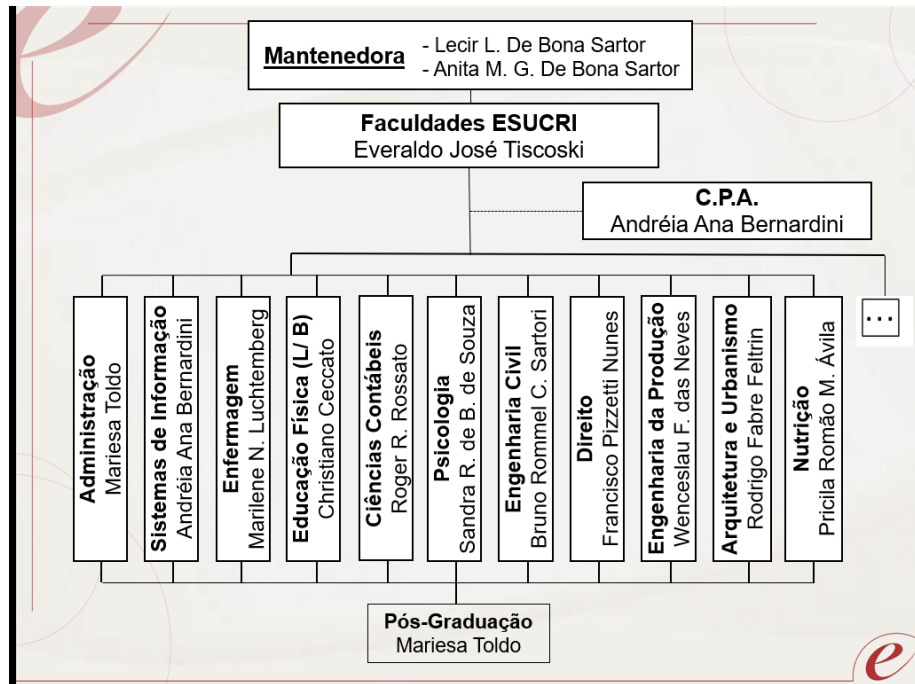 Mantenedora
- Lecir L. De Bona Sartor
- Anita M. G. De Bona Sartor
Faculdades ESUCRI
Everaldo José Tiscoski
C.P.A.
Andréia Ana Bernardini
Administração
Mariesa Toldo
Sistemas de Informação
Andréia Ana Bernardini
Enfermagem
Marilene N. Luchtemberg
Educação Física (L/ B)
Christiano Ceccato
Ciências Contábeis
Roger R. Rossato
Psicologia
Sandra R. de B. de Souza
Engenharia Civil
Bruno Rommel C. Sartori
Direito
Francisco Pizzetti Nunes
Engenharia da Produção
Wenceslau F. das Neves
Arquitetura e Urbanismo
Rodrigo Fabre Feltrin
Nutrição
Pricila Romão M. Ávila
...
Pós-Graduação
Mariesa Toldo
e